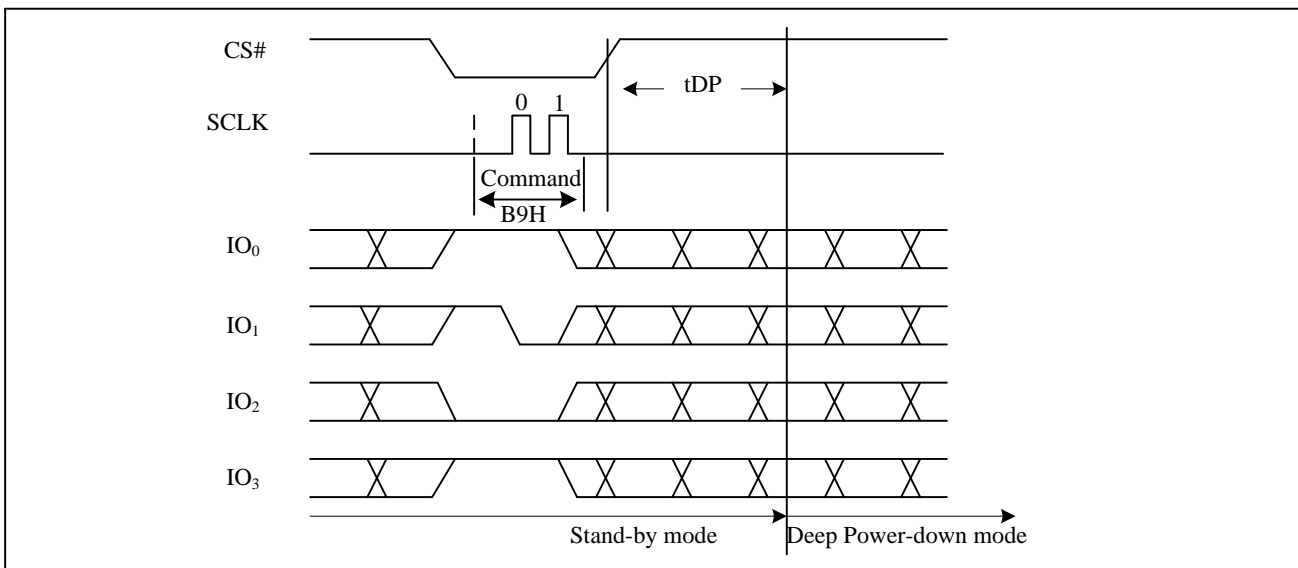 CS#
tDP
0 1
SCLK
Command
B9H
IO₀
IO₁
IO₂
IO₃
Stand-by mode Deep Power-down mode